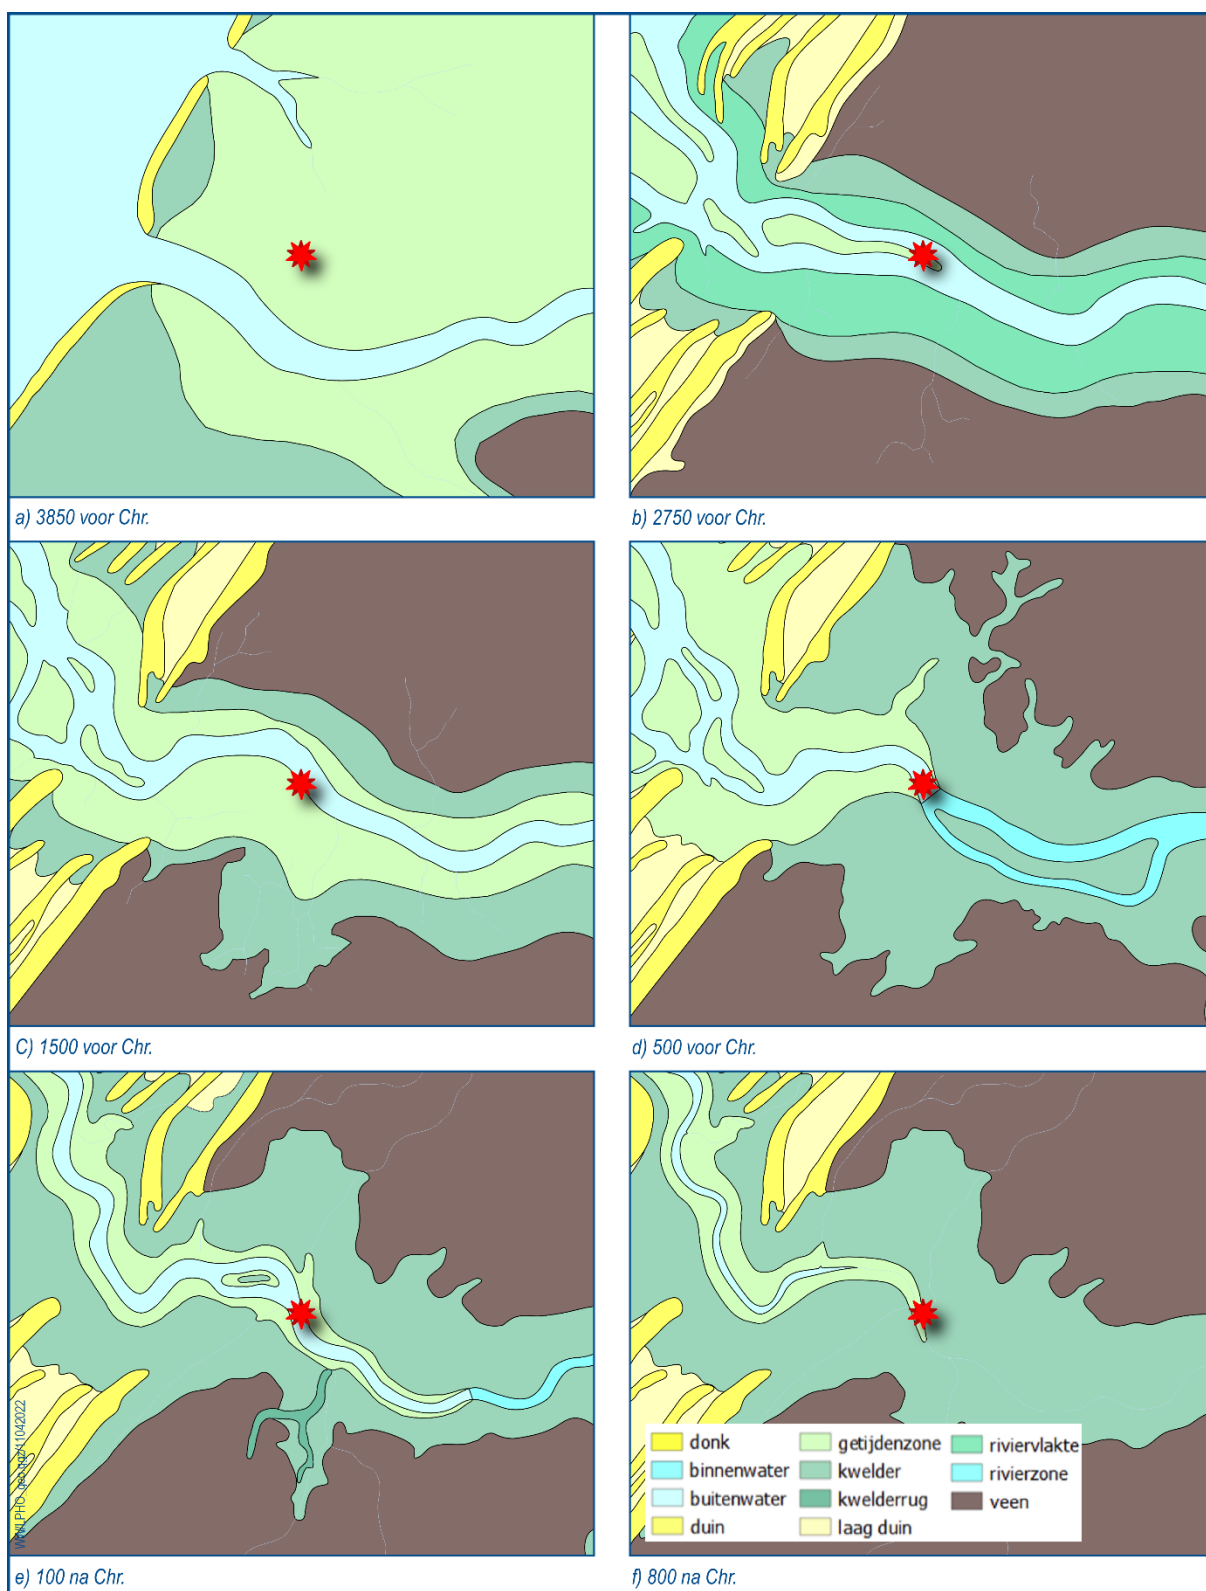 a) 3850 voor Chr.
b) 2750 voor Chr.
C) 1500 voor Chr.
d) 500 voor Chr.
donk
binnenwater
buitenwater
duin
getijdenzone
kwelder
kwelderrug
laag duin
riviervlakte
rivierzone
veen
e) 100 na Chr.
f) 800 na Chr.